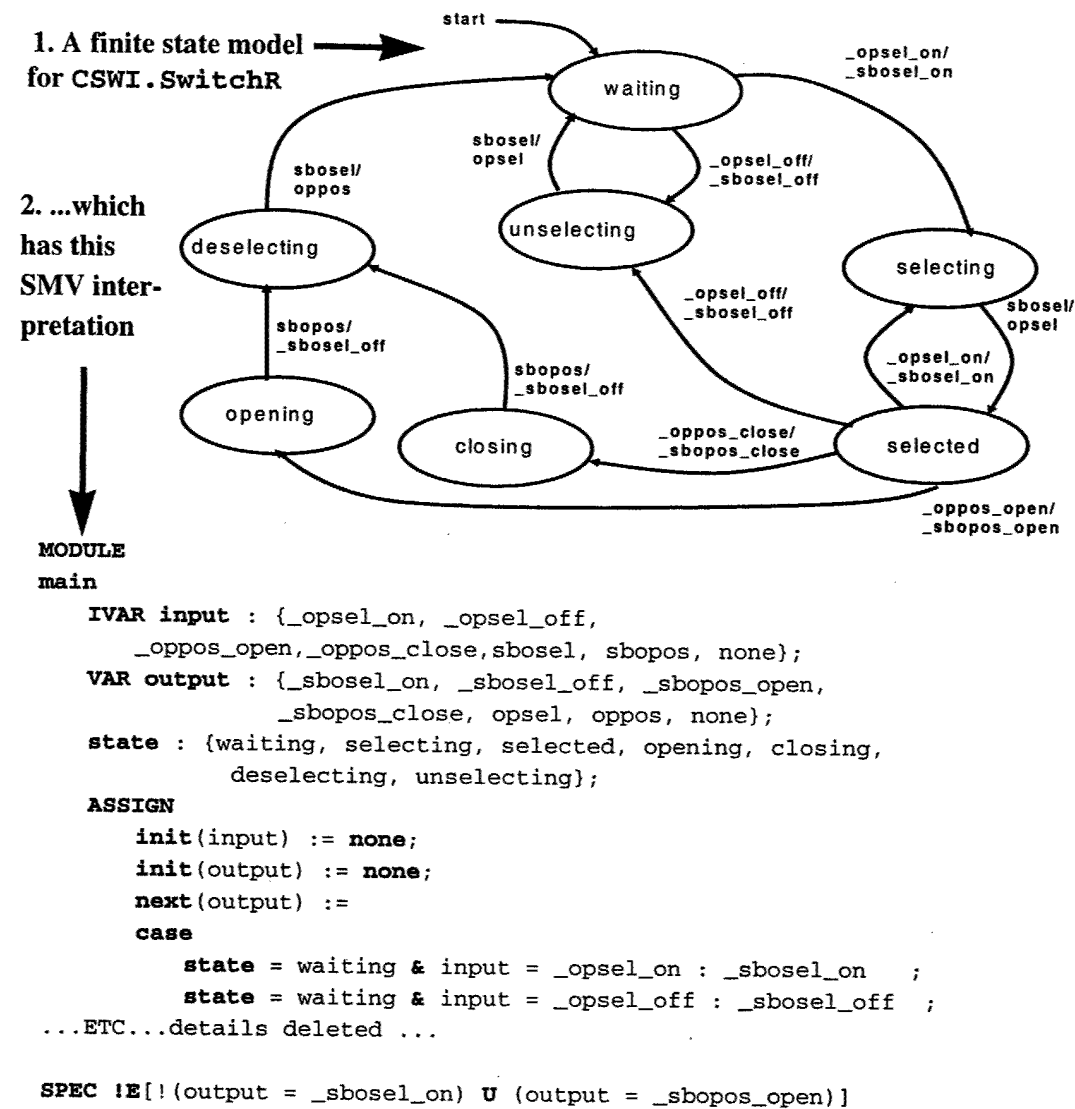 1. A finite state model
for CSWI.SwitchR
start
waiting
_opsel_on/
_sbosel_on
sbosel/
opsel
_opsel_off/
_sbosel_off
sbosel/
oppos
2. ...which
has this
SMV inter-
pretation
deselecting
unselecting
selecting
_opsel_off/
_sbosel_off
sbosel/
opsel
sbopos/
_sbosel_off
_opsel_on/
_sbosel_on
sbopos/
_sbosel_off
opening
closing
_oppos_close/
_sbopos_close
selected
_oppos_open/
_sbopos_open
MODULE
main
IVAR input : {_opsel_on, _opsel_off,
_oppos_open,_oppos_close,sbosel, sbopos, none};
VAR output : {_sbosel_on, _sbosel_off, _sbopos_open,
_sbopos_close, opsel, oppos, none};
state : {waiting, selecting, selected, opening, closing,
deselecting, unselecting};
ASSIGN
init(input) := none;
init(output) := none;
next(output) :=
case
state = waiting & input = _opsel_on : _sbosel_on ;
state = waiting & input = _opsel_off : _sbosel_off ;
...ETC...details deleted ...
SPEC !E[!(output = _sbosel_on) U (output = _sbopos_open)]